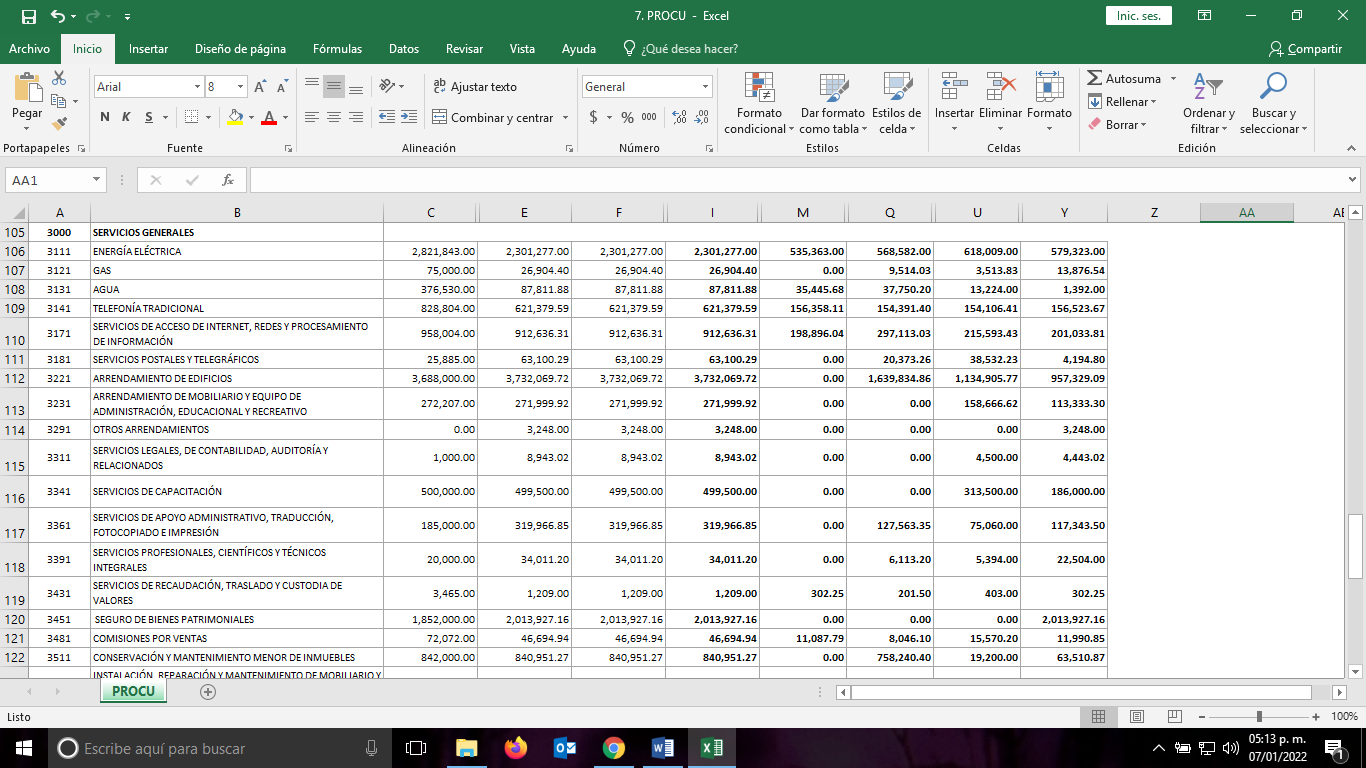 7. PROCU - Excel
Inic. ses.
Archivo Inicio Insertar Diseño de página Fórmulas Datos Revisar Vista Ayuda ¿Qué desea hacer? Compartir
Pegar
Arial 8 A A
N K S A
ab Ajustar texto
Combinar y centrar
General
$ % 000
Formato condicional
Dar formato como tabla
Estilos de celda
Insertar Eliminar Formato
Autosuma
Rellenar
Borrar
Ordenar y filtrar
Buscar y seleccionar
Portapapeles Fuente Alineación Número Estilos Celdas Edición
AA1 fx
A B C E F I M Q U Y Z AA AB
105 3000 SERVICIOS GENERALES
106 3111 ENERGÍA ELÉCTRICA 2,821,843.00 2,301,277.00 2,301,277.00 2,301,277.00 535,363.00 568,582.00 618,009.00 579,323.00
107 3121 GAS 75,000.00 26,904.40 26,904.40 26,904.40 0.00 9,514.03 3,513.83 13,876.54
108 3131 AGUA 376,530.00 87,811.88 87,811.88 87,811.88 35,445.68 37,750.20 13,224.00 1,392.00
109 3141 TELEFONÍA TRADICIONAL 828,804.00 621,379.59 621,379.59 621,379.59 156,358.11 154,391.40 154,106.41 156,523.67
110 3171 SERVICIOS DE ACCESO DE INTERNET, REDES Y PROCESAMIENTO
DE INFORMACIÓN 958,004.00 912,636.31 912,636.31 912,636.31 198,896.04 297,113.03 215,593.43 201,033.81
111 3181 SERVICIOS POSTALES Y TELEGRÁFICOS 25,885.00 63,100.29 63,100.29 63,100.29 0.00 20,373.26 38,532.23 4,194.80
112 3221 ARRENDAMIENTO DE EDIFICIOS 3,688,000.00 3,732,069.72 3,732,069.72 3,732,069.72 0.00 1,639,834.86 1,134,905.77 957,329.09
113 3231 ARRENDAMIENTO DE MOBILIARIO Y EQUIPO DE
ADMINISTRACIÓN, EDUCACIONAL Y RECREATIVO 272,207.00 271,999.92 271,999.92 271,999.92 0.00 0.00 158,666.62 113,333.30
114 3291 OTROS ARRENDAMIENTOS 0.00 3,248.00 3,248.00 3,248.00 0.00 0.00 0.00 3,248.00
115 3311 SERVICIOS LEGALES, DE CONTABILIDAD, AUDITORÍA Y
RELACIONADOS 1,000.00 8,943.02 8,943.02 8,943.02 0.00 0.00 4,500.00 4,443.02
116 3341 SERVICIOS DE CAPACITACIÓN 500,000.00 499,500.00 499,500.00 499,500.00 0.00 0.00 313,500.00 186,000.00
117 3361 SERVICIOS DE APOYO ADMINISTRATIVO, TRADUCCIÓN,
FOTOCOPIADO E IMPRESIÓN 185,000.00 319,966.85 319,966.85 319,966.85 0.00 127,563.35 75,060.00 117,343.50
118 3391 SERVICIOS PROFESIONALES, CIENTÍFICOS Y TÉCNICOS
INTEGRALES 20,000.00 34,011.20 34,011.20 34,011.20 0.00 6,113.20 5,394.00 22,504.00
119 3431 SERVICIOS DE RECAUDACIÓN, TRASLADO Y CUSTODIA DE
VALORES 3,465.00 1,209.00 1,209.00 1,209.00 302.25 201.50 403.00 302.25
120 3451 SEGURO DE BIENES PATRIMONIALES 1,852,000.00 2,013,927.16 2,013,927.16 2,013,927.16 0.00 0.00 0.00 2,013,927.16
121 3481 COMISIONES POR VENTAS 72,072.00 46,694.94 46,694.94 46,694.94 11,087.79 8,046.10 15,570.20 11,990.85
122 3511 CONSERVACIÓN Y MANTENIMIENTO MENOR DE INMUEBLES 842,000.00 840,951.27 840,951.27 840,951.27 0.00 758,240.40 19,200.00 63,510.87
INSTALACIÓN, REPARACIÓN Y MANTENIMIENTO DE MOBILIARIO Y
PROCU
Listo 100%
Escribe aquí para buscar
05:13 p. m.
07/01/2022
1